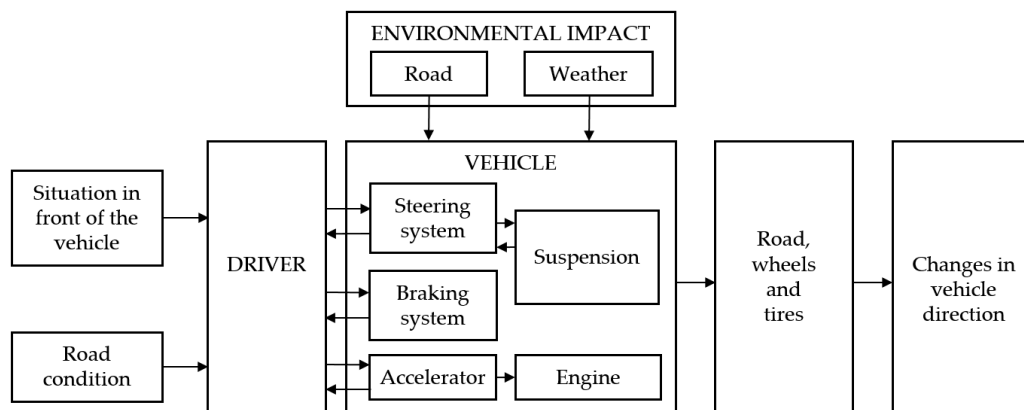 ENVIRONMENTAL IMPACT
Road
Weather
VEHICLE
Situation in
front of the
vehicle
DRIVER
Steering
system
Suspension
Braking
system
Road
condition
Accelerator
Engine
Road,
wheels
and
tires
Changes in
vehicle
direction